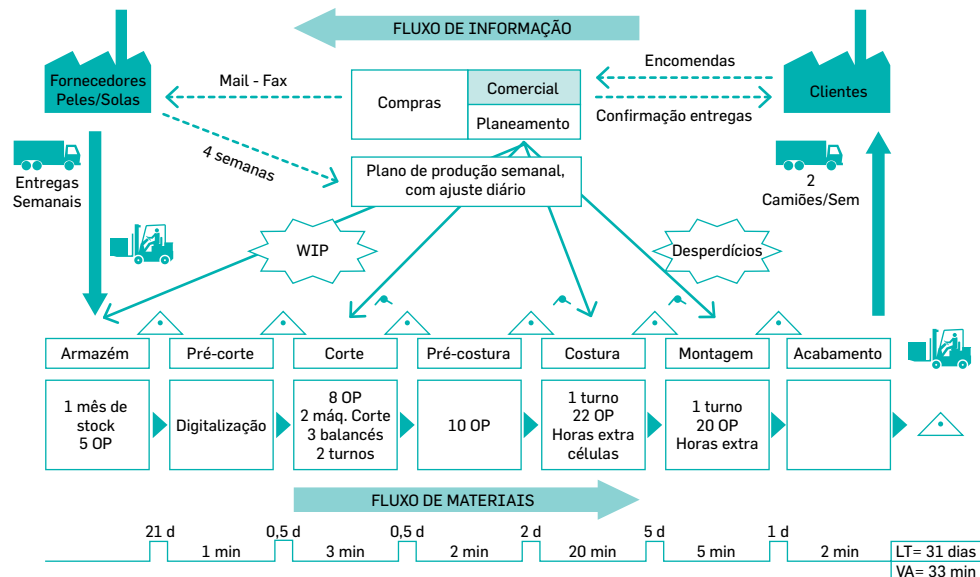 FLUXO DE INFORMAÇÃO
Fornecedores
Peles/Solas
Mail - Fax
Compras
Comercial
Planeamento
Encomendas
Confirmação entregas
Clientes
4 semanas
Plano de produção semanal,
com ajuste diário
Entregas
Semanais
2
Camiões/Sem
WIP
Desperdícios
Armazém
Pré-corte
Corte
Pré-costura
Costura
Montagem
Acabamento
1 mês de
stock
5 OP
Digitalização
8 OP
2 máq. Corte
3 balancés
2 turnos
10 OP
1 turno
22 OP
Horas extra
células
1 turno
20 OP
Horas extra
FLUXO DE MATERIAIS
21 d
0,5 d
0,5 d
2 d
5 d
1 d
1 min
3 min
2 min
20 min
5 min
2 min
LT= 31 dias
VA= 33 min